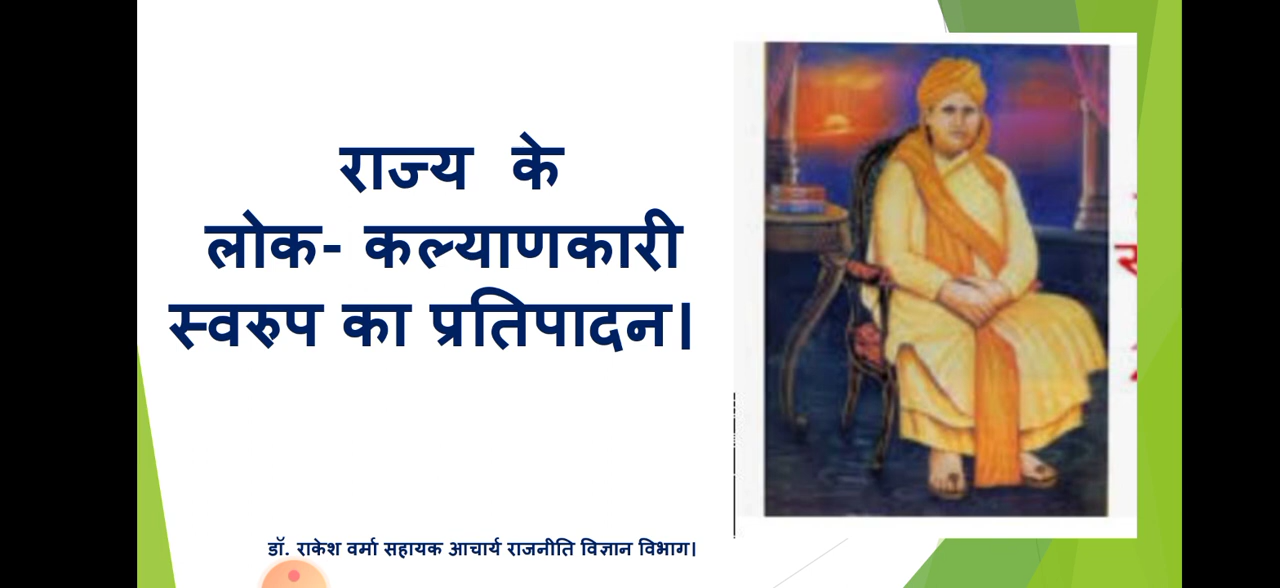 राज्य के
लोक- कल्याणकारी
स्वरुप का प्रतिपादन।
डॉ. राकेश वर्मा सहायक आचार्य राजनीति विज्ञान विभाग।